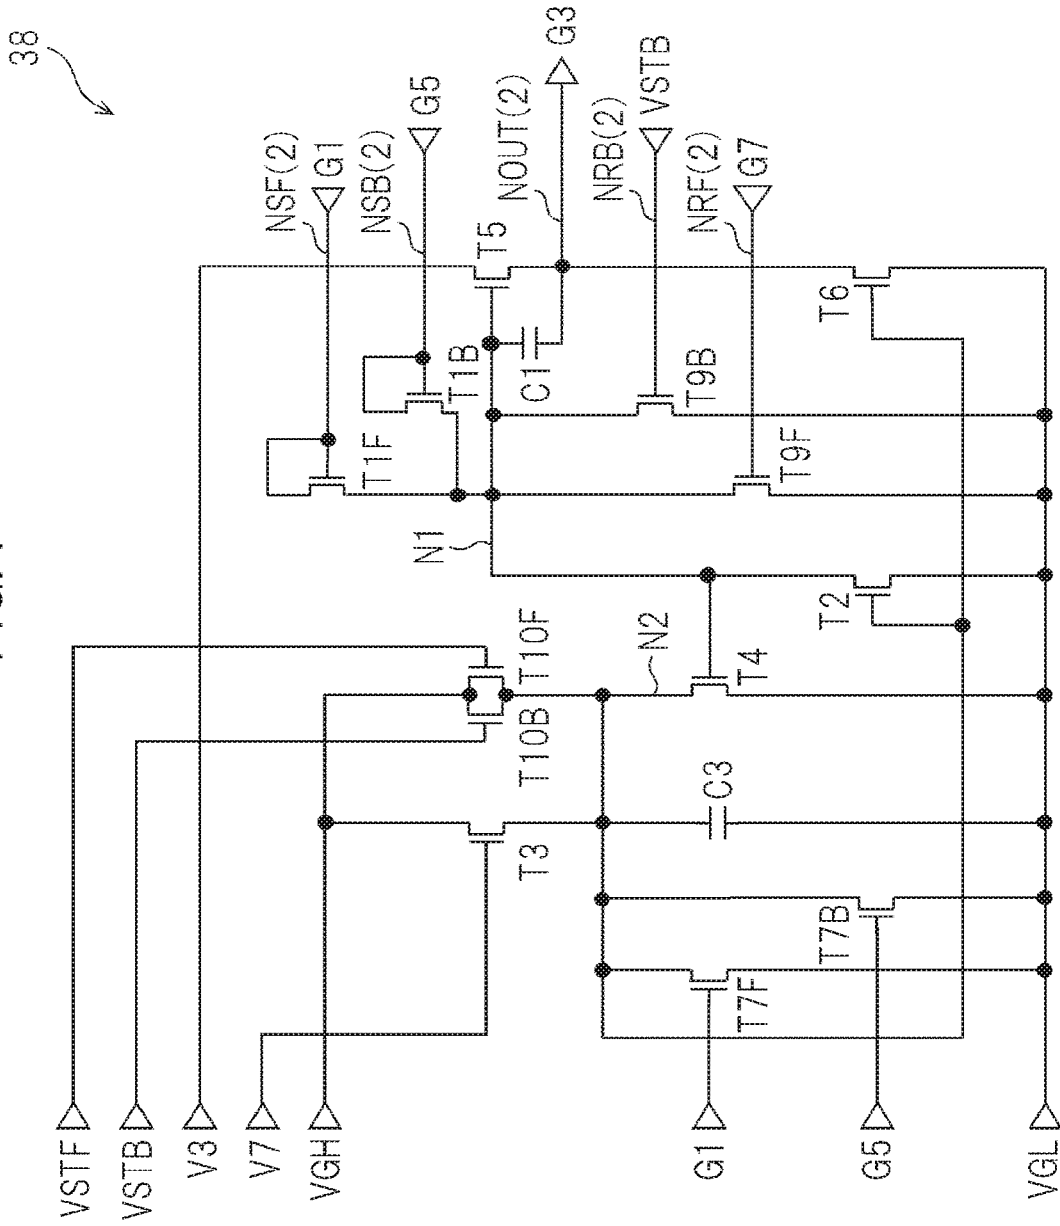 38
NSF(2)
G1
NSB(2)
G5
NOUT(2)
G3
NRB(2)
VSTB
NRF(2)
G7
T1F
T1B
T5
C1
T9B
T9F
T6
N1
T10F
T10B
N2
T4
T2
T3
C3
T7F
T7B
VSTF
VSTB
V3
V7
VGH
G1
G5
VGL